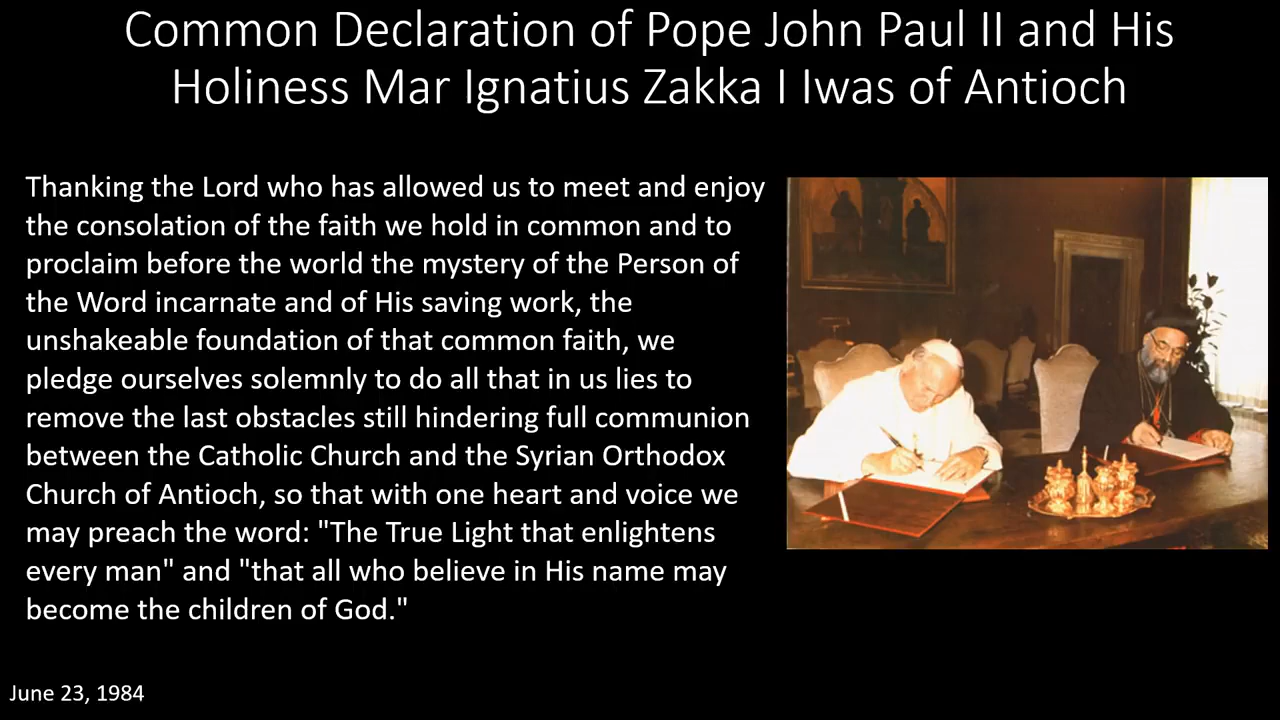 Common Declaration of Pope John Paul II and His
Holiness Mar Ignatius Zakka I Iwas of Antioch
Thanking the Lord who has allowed us to meet and enjoy
the consolation of the faith we hold in common and to
proclaim before the world the mystery of the Person of
the Word incarnate and of His saving work, the
unshakeable foundation of that common faith, we
pledge ourselves solemnly to do all that in us lies to
remove the last obstacles still hindering full communion
between the Catholic Church and the Syrian Orthodox
Church of Antioch, so that with one heart and voice we
may preach the word: "The True Light that enlightens
every man" and "that all who believe in His name may
become the children of God."
June 23, 1984